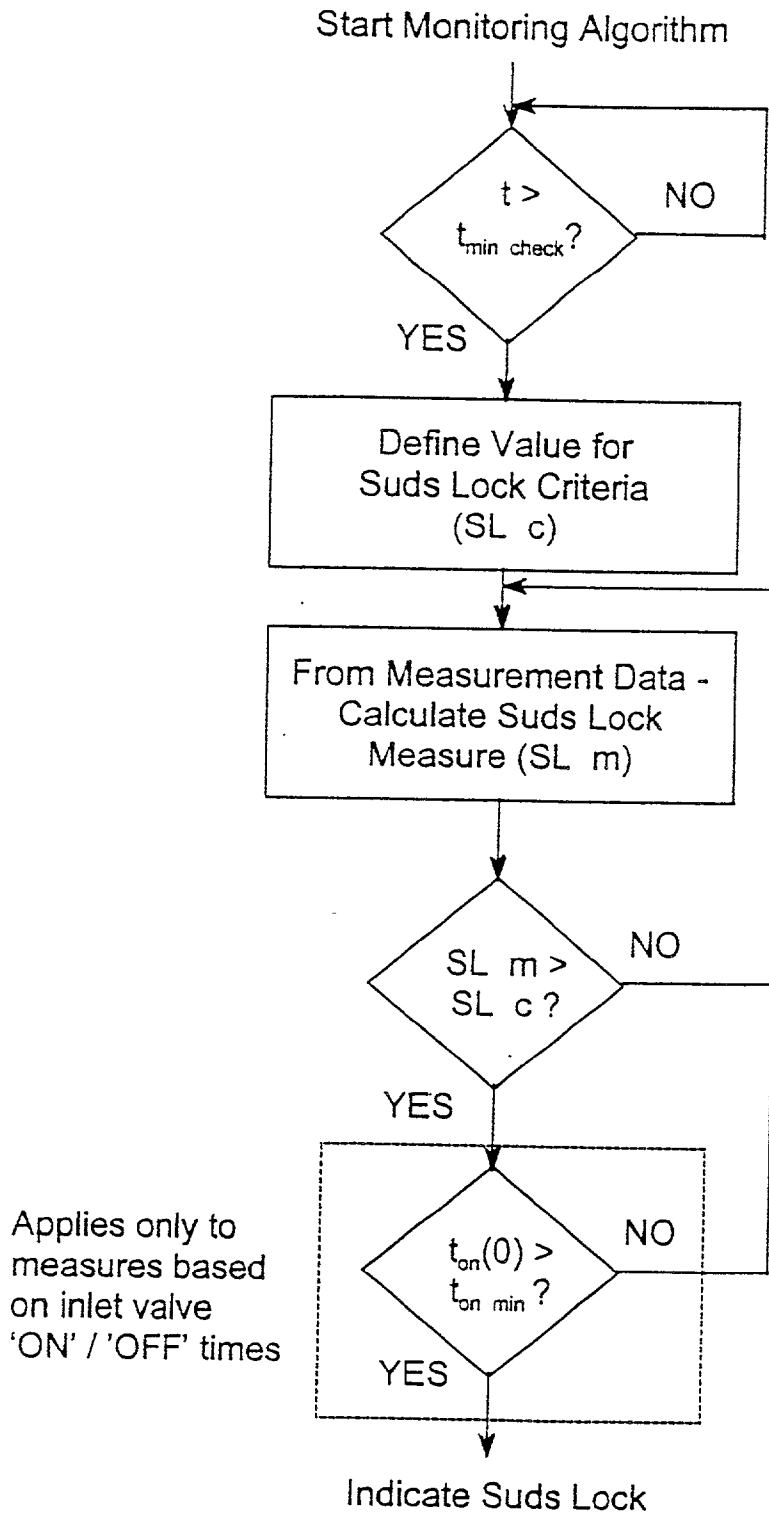 Start Monitoring Algorithm
t >
t_min check?
NO
YES
Define Value for
Suds Lock Criteria
(SL c)
From Measurement Data -
Calculate Suds Lock
Measure (SL m)
SL m >
SL c ?
NO
YES
Applies only to
measures based
on inlet valve
‘ON’ / ’OFF’ times
t_on(0) >
t_on min ?
NO
YES
Indicate Suds Lock